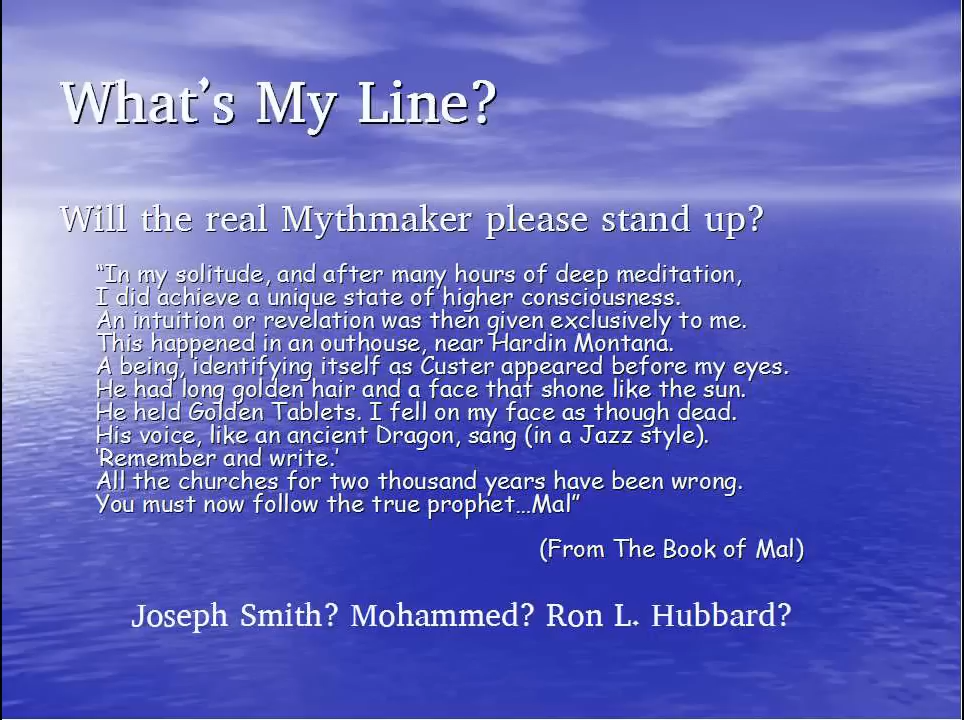 What’s My Line?
Will the real Mythmaker please stand up?
“In my solitude, and after many hours of deep meditation,
I did achieve a unique state of higher consciousness.
An intuition or revelation was then given exclusively to me.
This happened in an outhouse, near Hardin Montana.
A being, identifying itself as Custer appeared before my eyes.
He had long golden hair and a face that shone like the sun.
He held Golden Tablets. I fell on my face as though dead.
His voice, like an ancient Dragon, sang (in a Jazz style).
‘Remember and write.’
All the churches for two thousand years have been wrong.
You must now follow the true prophet…Mal”
(From The Book of Mal)
Joseph Smith? Mohammed? Ron L. Hubbard?